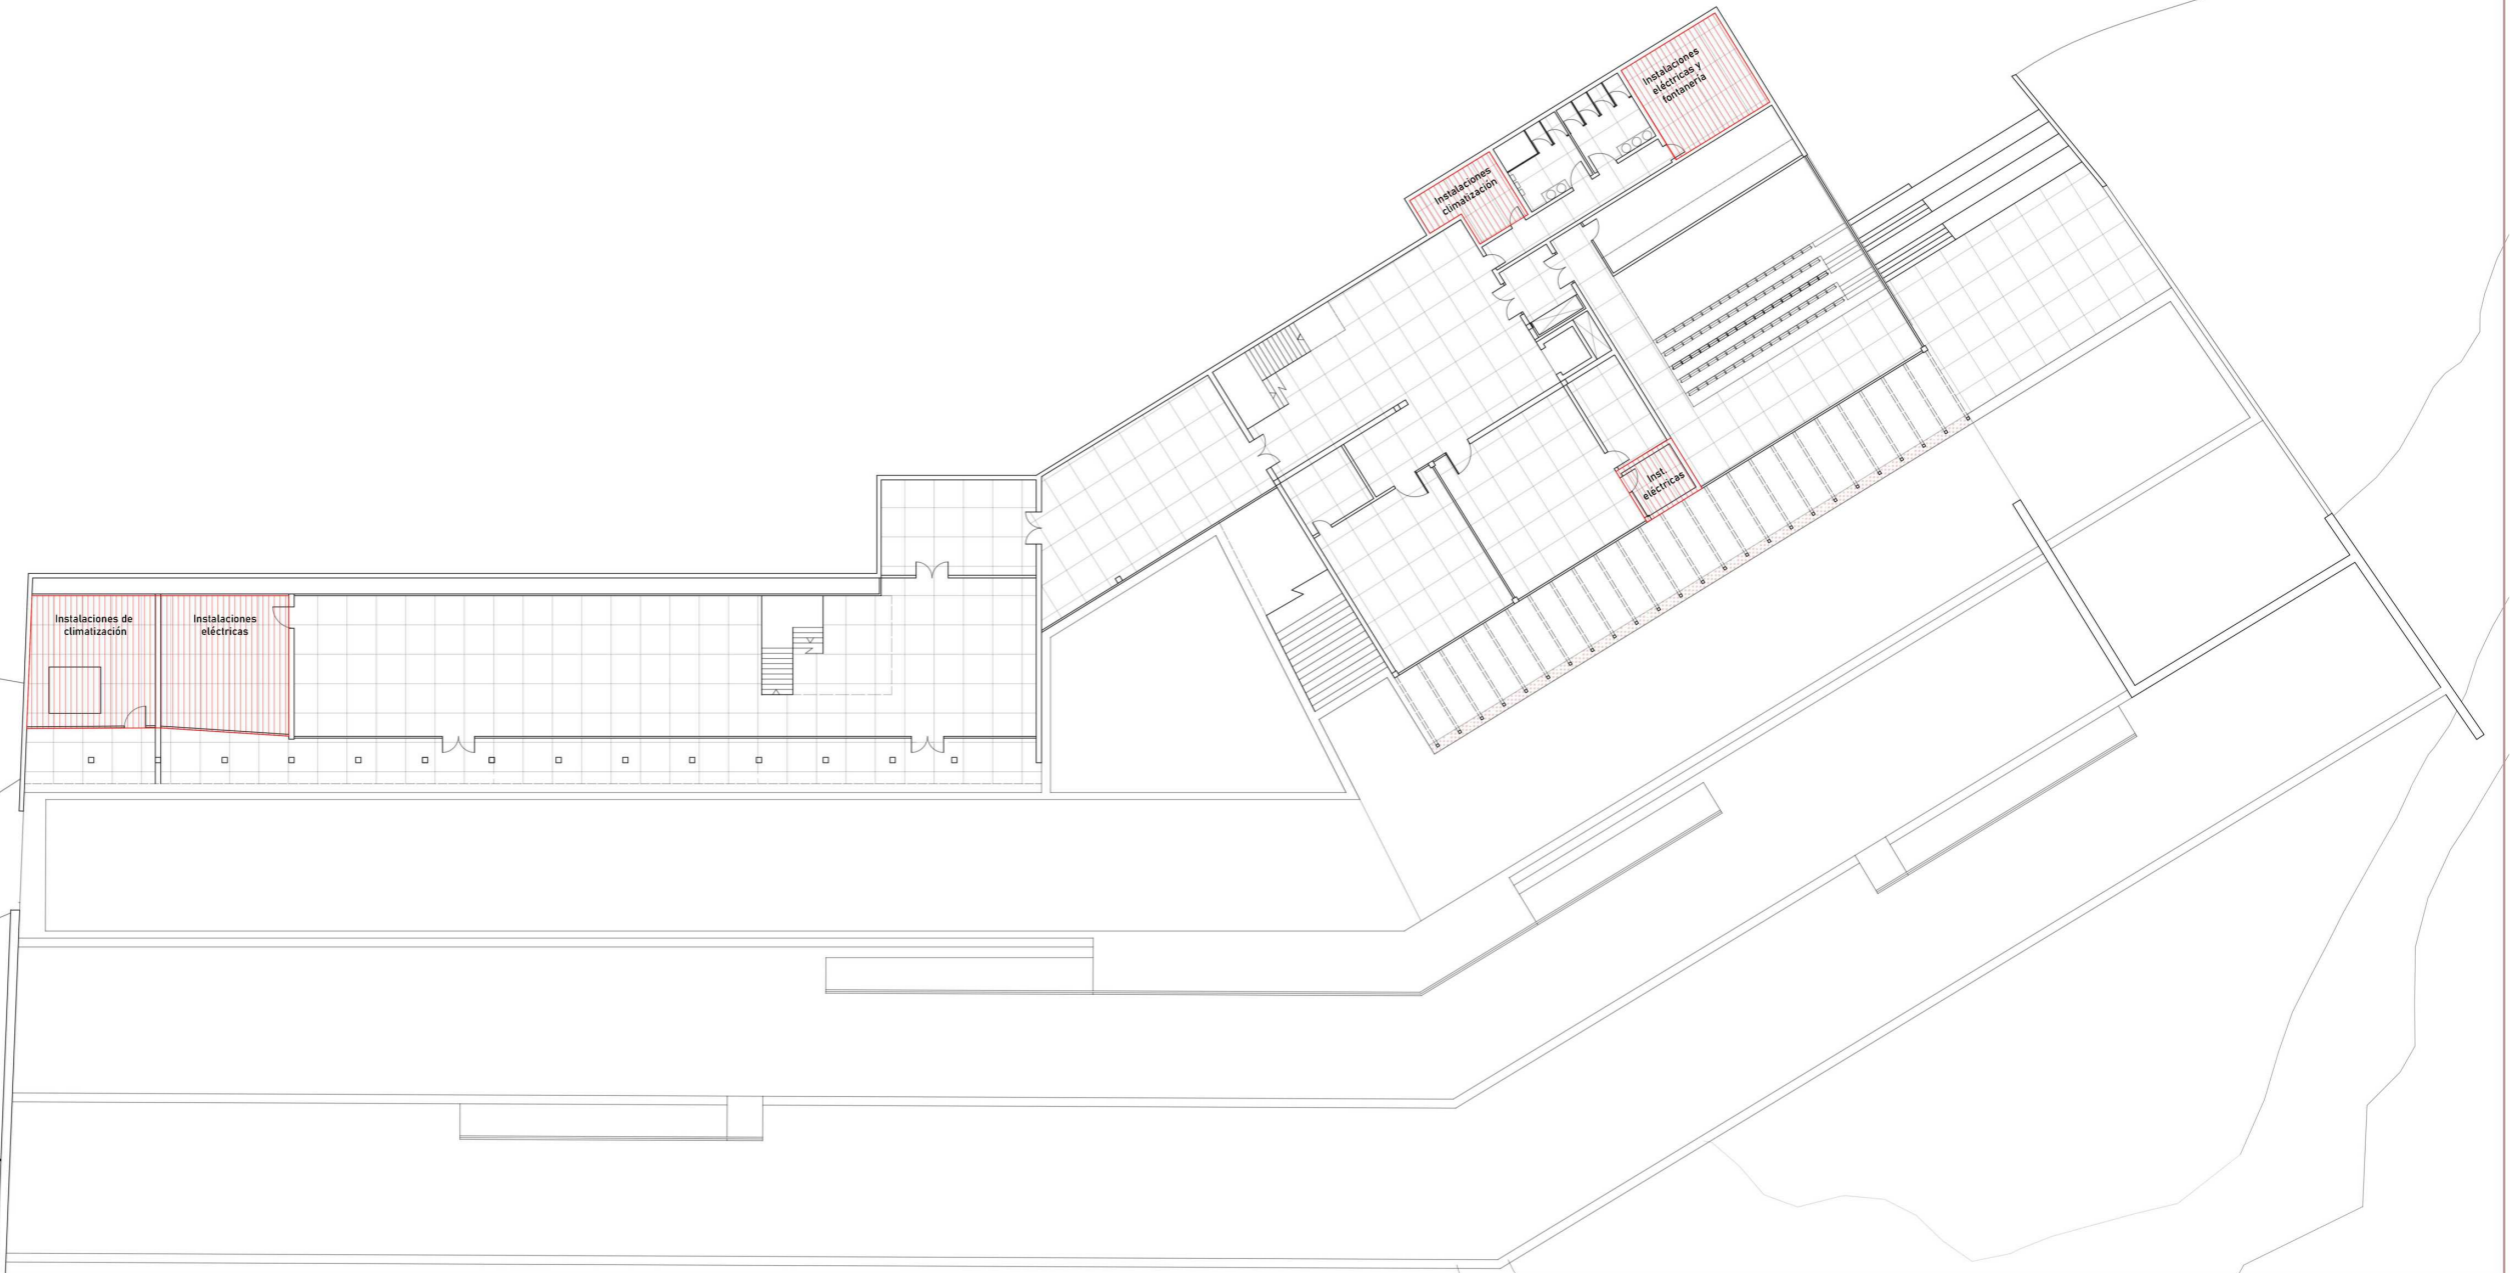 Instalaciones
eléctricas y
fontanería
Instalaciones
climatización
Inst.
eléctricas
Instalaciones de
climatización
Instalaciones
eléctricas